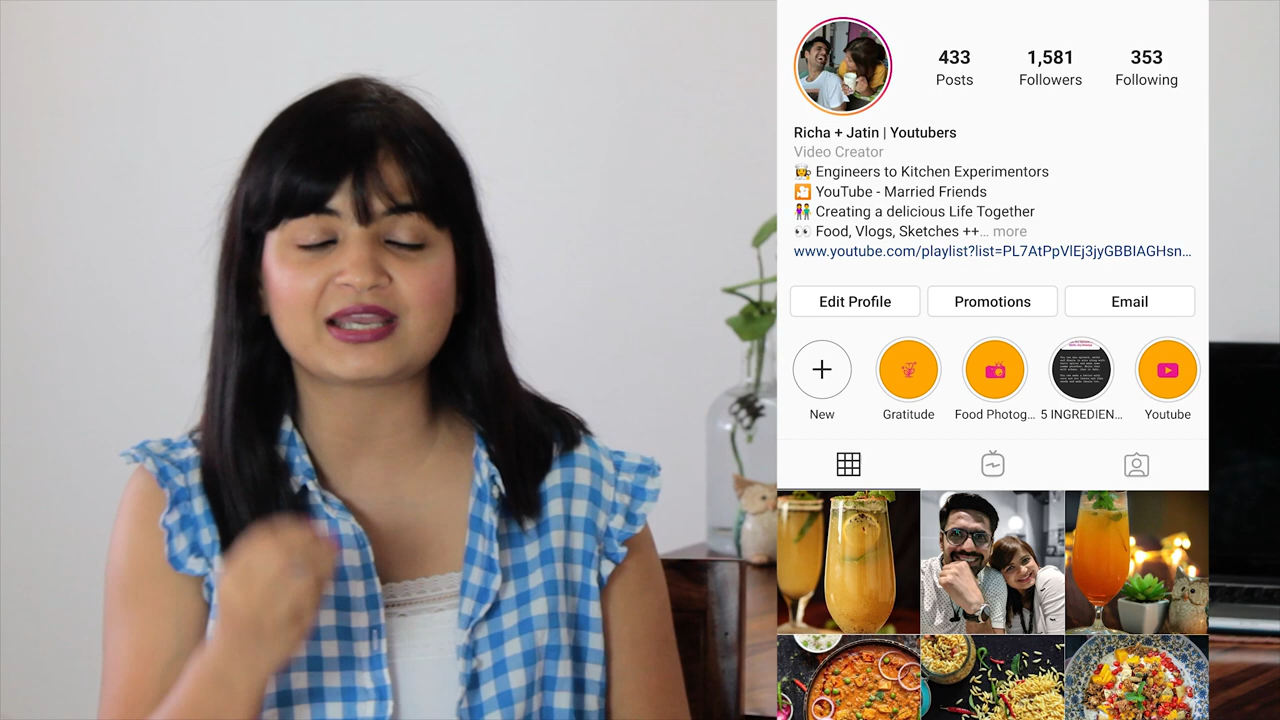 433
1,581
353
Posts
Followers
Following
Richa + Jatin | Youtubers
Video Creator
Engineers to Kitchen Experimentors
YouTube - Married Friends
Creating a delicious Life Together
Food, Vlogs, Sketches ++... more
www.youtube.com/playlist?list=PL7AtPpVlEj3jyGBBIAGHsn...
Edit Profile
Promotions
Email
New
Gratitude
Food Photog...
5 INGREDIEN...
Youtube